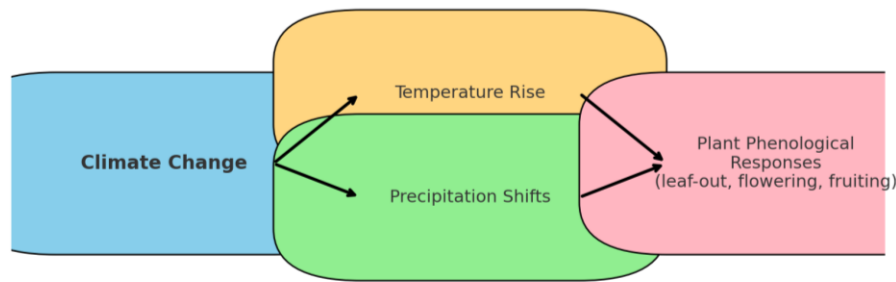 Climate Change
Temperature Rise
Precipitation Shifts
Plant Phenological
Responses
(leaf-out, flowering, fruiting)